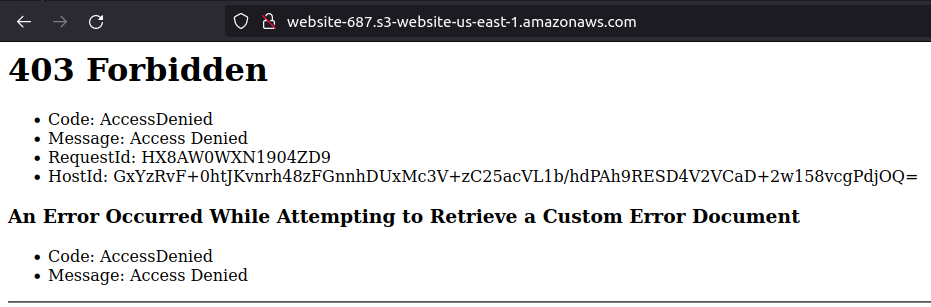 website-687.s3-website-us-east-1.amazonaws.com
403 Forbidden
• Code: AccessDenied
• Message: Access Denied
• RequestId: HX8AW0WXN1904ZD9
• HostId: GxYzRvF+0htJKvnrh48zFGnnhDUxMc3V+zC25acVL1b/hdPAh9RESD4V2VCaD+2w158vcgPdjOQ=
An Error Occurred While Attempting to Retrieve a Custom Error Document
• Code: AccessDenied
• Message: Access Denied